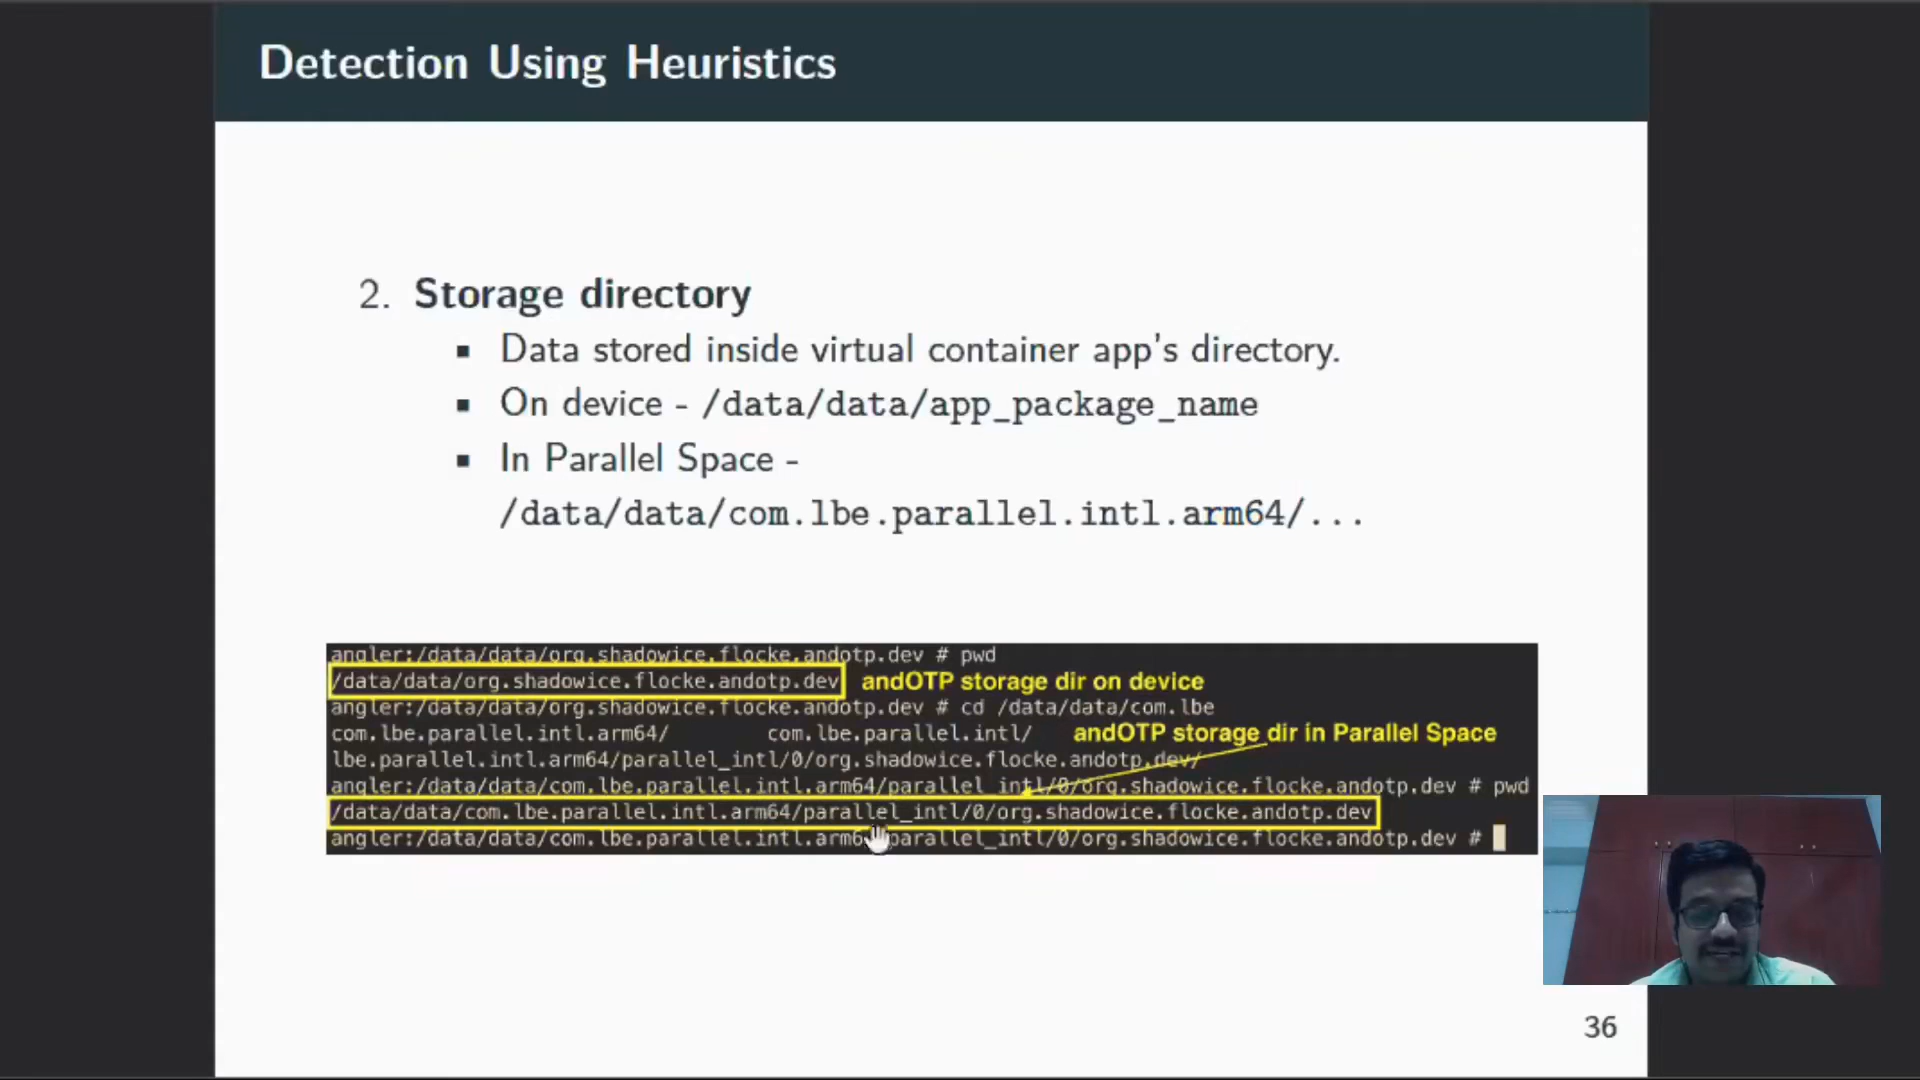 Detection Using Heuristics
2. Storage directory
▪ Data stored inside virtual container app's directory.
▪ On device - /data/data/app_package_name
▪ In Parallel Space -
/data/data/com.lbe.parallel.intl.arm64/...
angler:/data/data/org.shadowice.flocke.andotp.dev # pwd
/data/data/org.shadowice.flocke.andotp.dev andOTP storage dir on device
angler:/data/data/org.shadowice.flocke.andotp.dev # cd /data/data/com.lbe
com.lbe.parallel.intl.arm64/ com.lbe.parallel.intl/ andOTP storage dir in Parallel Space
lbe.parallel.intl.arm64/parallel_intl/0/org.shadowice.flocke.andotp.dev/
angler:/data/data/com.lbe.parallel.intl.arm64/parallel_intl/0/org.shadowice.flocke.andotp.dev # pwd
/data/data/com.lbe.parallel.intl.arm64/parallel_intl/0/org.shadowice.flocke.andotp.dev
angler:/data/data/com.lbe.parallel.intl.arm64/parallel_intl/0/org.shadowice.flocke.andotp.dev #
36